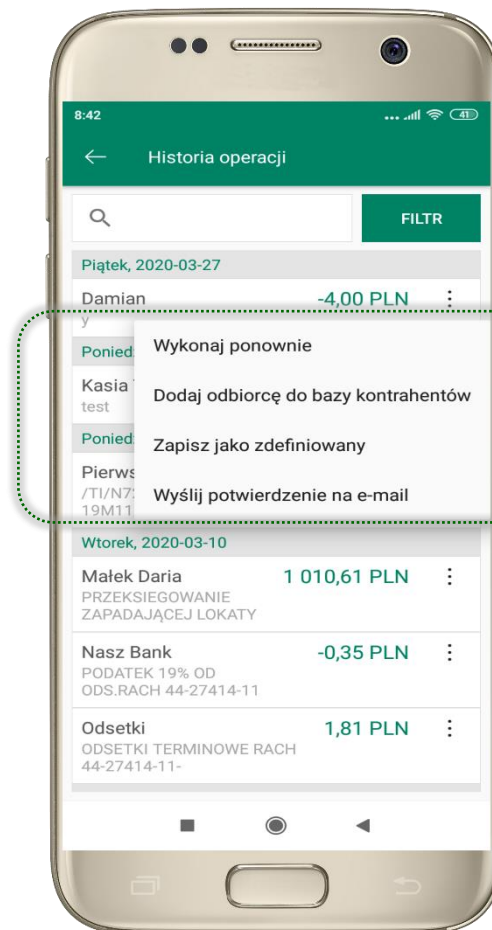 8:42
41
Historia operacji
FILTR
Piątek, 2020-03-27
Damian -4,00 PLN
y
Wykonaj ponownie
Dodaj odbiorcę do bazy kontrahentów
Zapisz jako zdefiniowany
Wyślij potwierdzenie na e-mail
Ponied
Kasia
test
Ponied
Pierws
/TI/N7
19M11
Wtorek, 2020-03-10
Małek Daria 1 010,61 PLN
PRZEKSIEGOWANIE
ZAPADAJĄCEJ LOKATY
Nasz Bank -0,35 PLN
PODATEK 19% OD
ODS.RACH 44-27414-11
Odsetki 1,81 PLN
ODSETKI TERMINOWE RACH
44-27414-11-